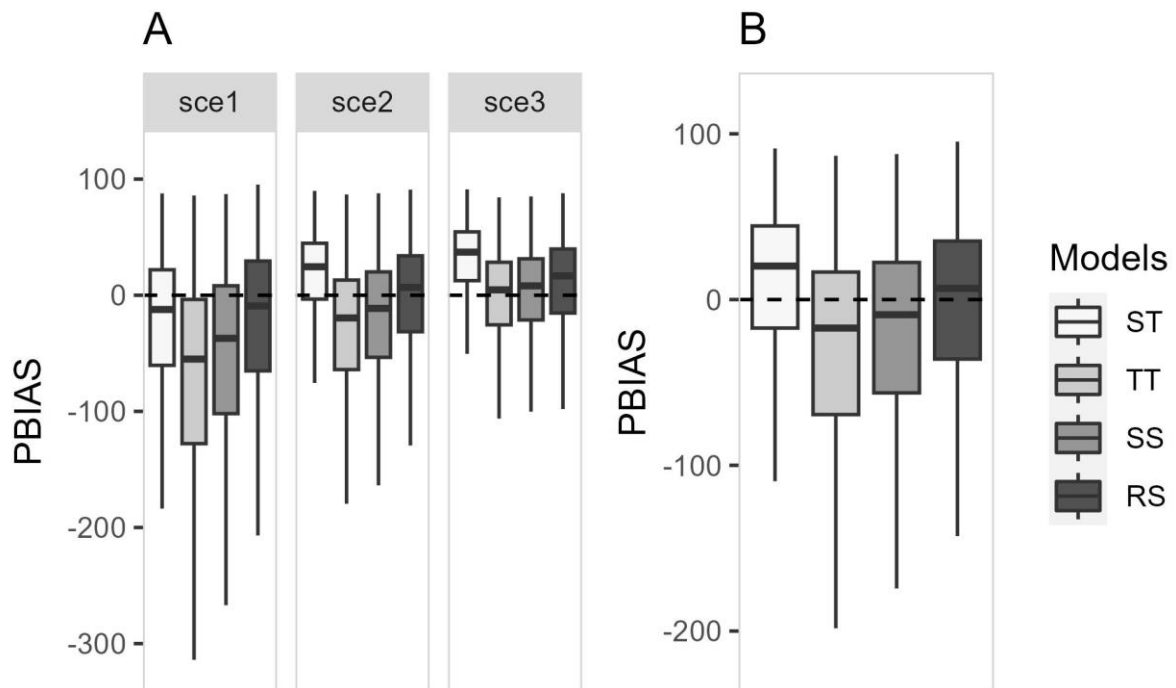 A
sce1 sce2 sce3
PBIAS
100
0
-100
-200
-300
B
PBIAS
100
0
-100
-200
Models
ST
TT
SS
RS